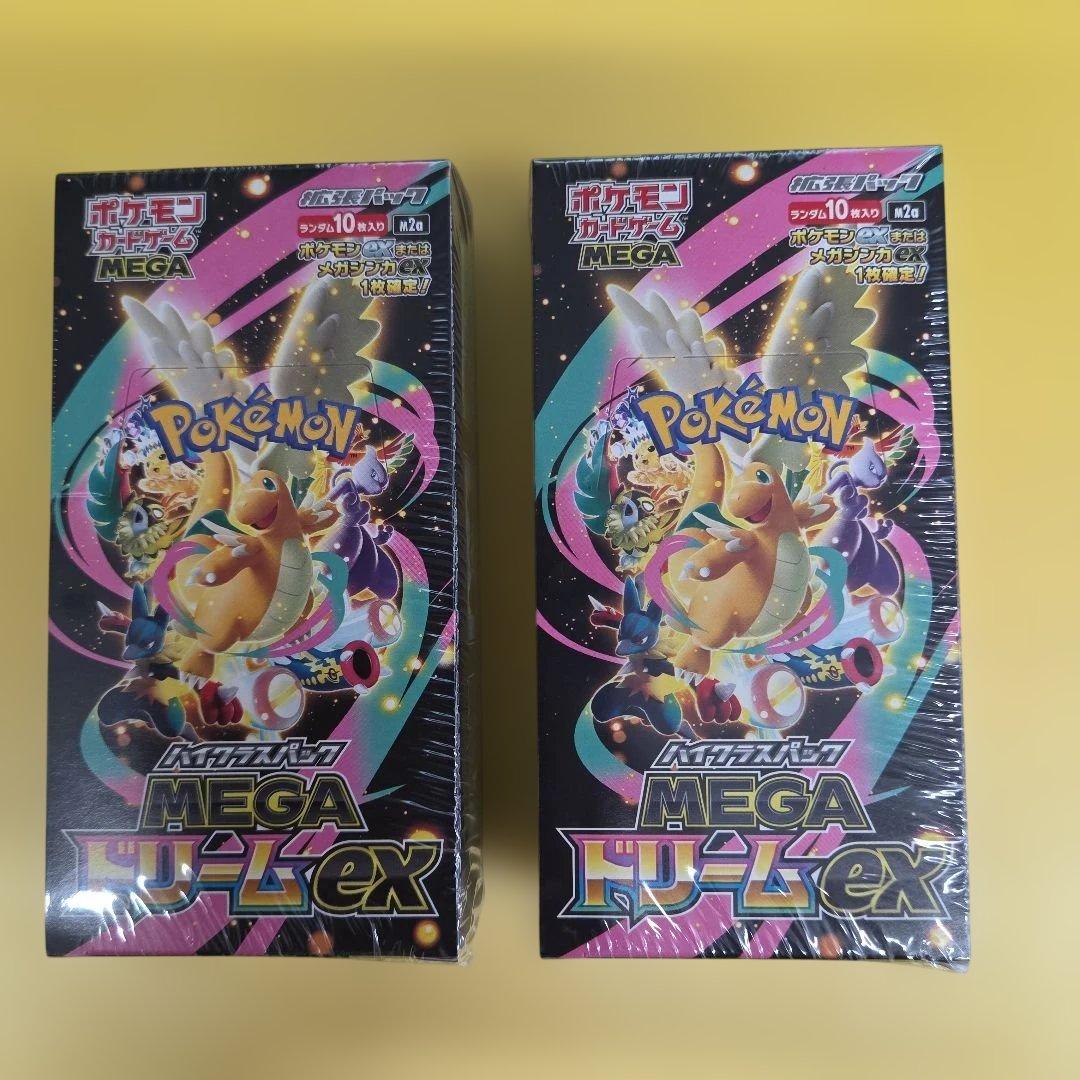 ポケモン
カードゲーム™
MEGA
拡張パック
ランダム10枚入り
M2a
ポケモンexまたは
メガシンカex
1枚確定!
Pokémon™
ハイクラスパック
MEGA
ドリームex
ポケモン
カードゲーム™
MEGA
拡張パック
ランダム10枚入り
M2a
ポケモンexまたは
メガシンカex
1枚確定!
Pokémon™
ハイクラスパック
MEGA
ドリームex